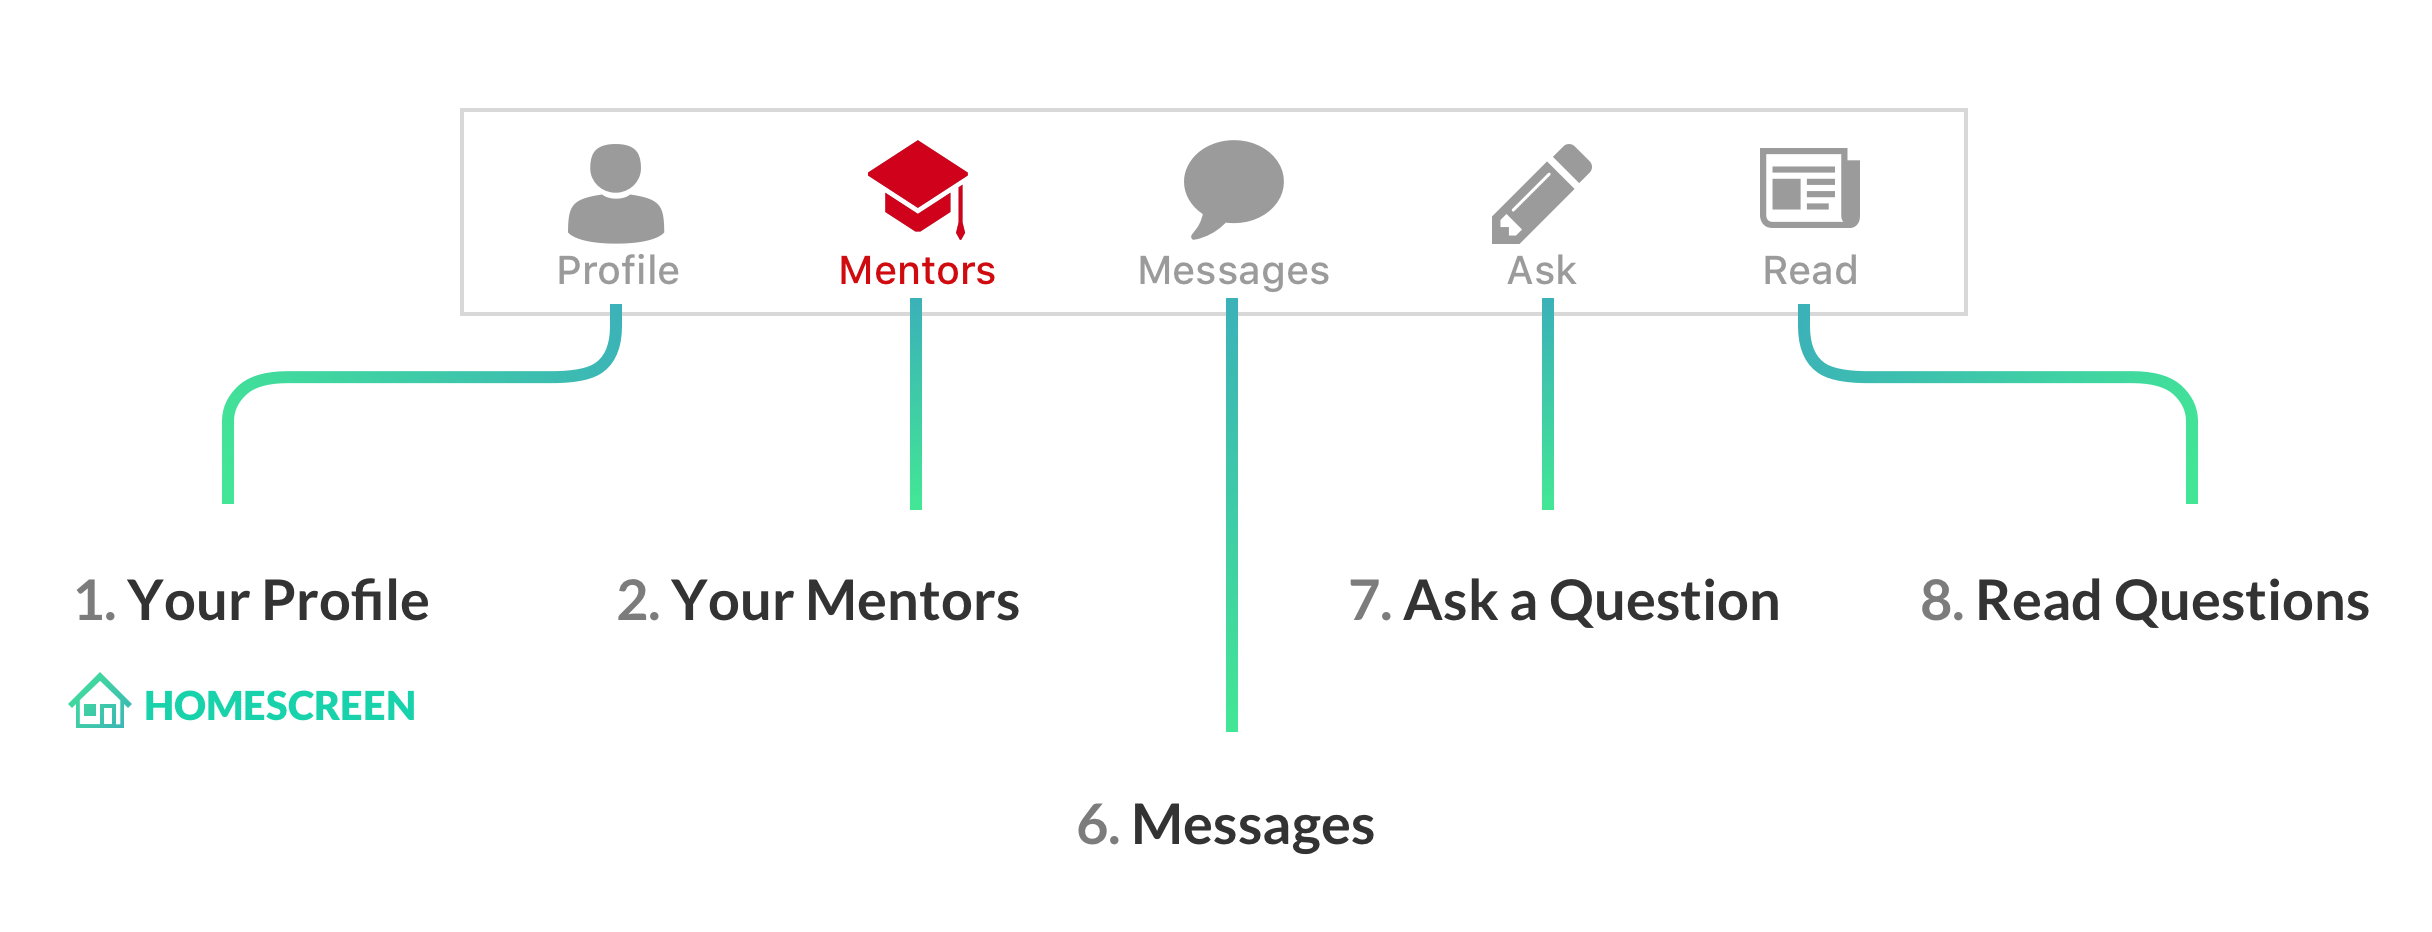 Profile
Mentors
Messages
Ask
Read
1. Your Profile
2. Your Mentors
7. Ask a Question
8. Read Questions
HOMESCREEN
6. Messages